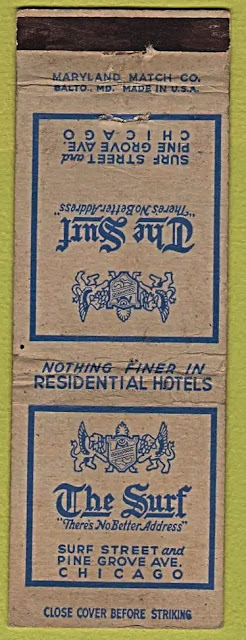 MARYLAND MATCH CO.
BALTO., MD. MADE IN U.S.A.
The Surf
"There's No Better Address"
SURF STREET and
PINE GROVE AVE.
CHICAGO
NOTHING FINER IN
RESIDENTIAL HOTELS
The Surf
"There's No Better Address"
SURF STREET and
PINE GROVE AVE.
CHICAGO
CLOSE COVER BEFORE STRIKING